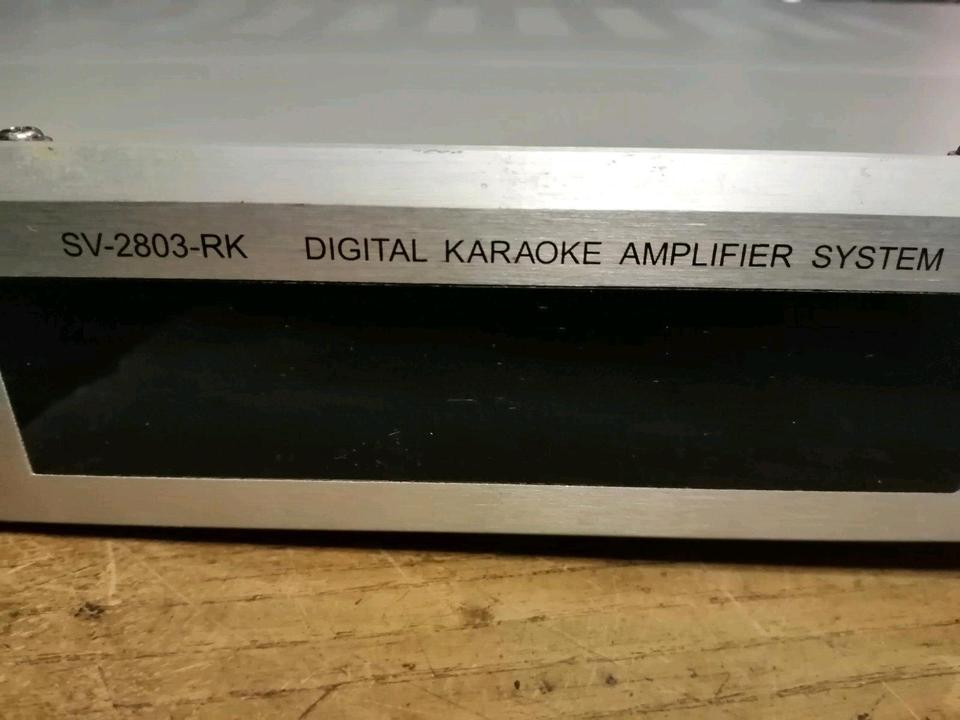 SV-2803-RK DIGITAL KARAOKE AMPLIFIER SYSTEM